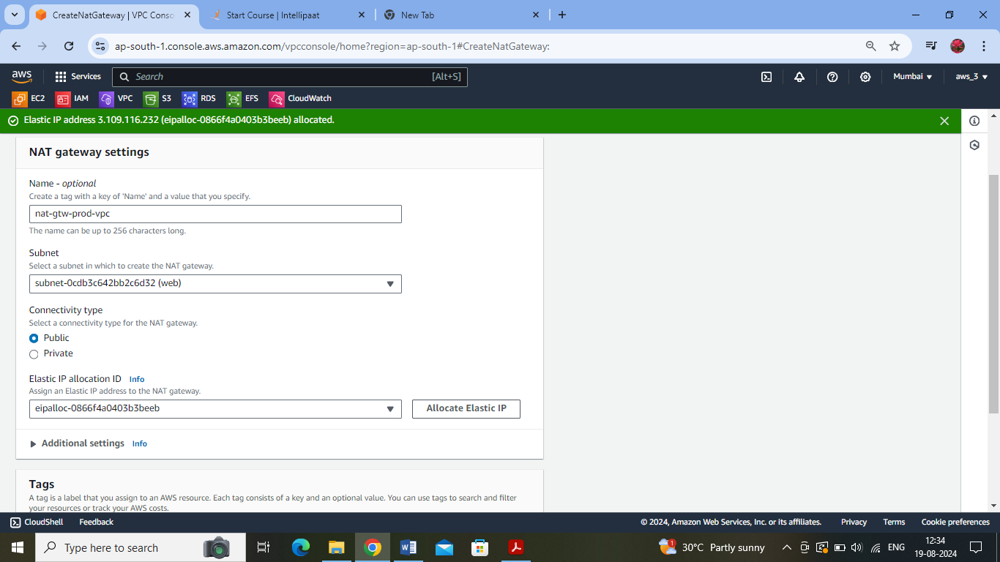 CreateNatGateway | VPC Conso
Start Course | Intellipaat
New Tab
ap-south-1.console.aws.amazon.com/vpcconsole/home?region=ap-south-1#CreateNatGateway:
aws Services Search [Alt+S] Mumbai aws_3
EC2 IAM VPC S3 RDS EFS CloudWatch
Elastic IP address 3.109.116.232 (eipalloc-0866f4a0403b3beeb) allocated.
NAT gateway settings
Name - optional
Create a tag with a key of 'Name' and a value that you specify.
nat-gtw-prod-vpc
The name can be up to 256 characters long.
Subnet
Select a subnet in which to create the NAT gateway.
subnet-0cdb3c642bb2c6d32 (web)
Connectivity type
Select a connectivity type for the NAT gateway.
Public
Private
Elastic IP allocation ID Info
Assign an Elastic IP address to the NAT gateway.
eipalloc-0866f4a0403b3beeb Allocate Elastic IP
Additional settings Info
Tags
A tag is a label that you assign to an AWS resource. Each tag consists of a key and an optional value. You can use tags to search and filter
your resources or track your AWS costs.
CloudShell Feedback © 2024, Amazon Web Services, Inc. or its affiliates. Privacy Terms Cookie preferences
Type here to search 1 30°C Partly sunny ENG 12:34
19-08-2024